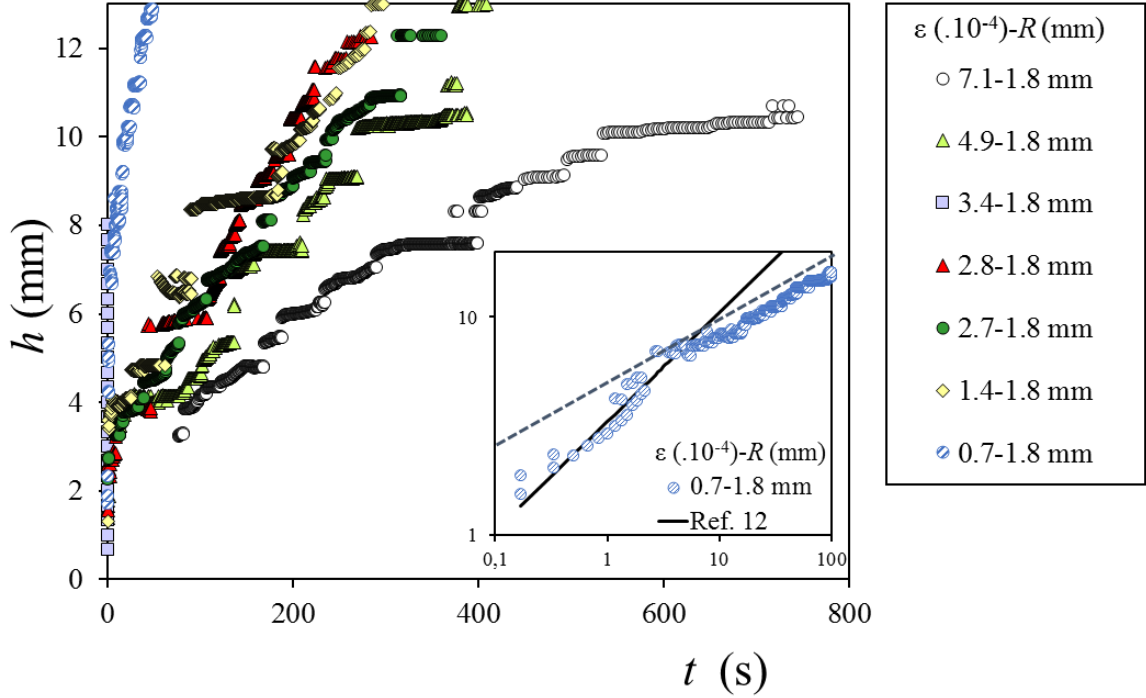 h (mm)
12
10
8
6
4
2
0
0 200 400 600 800
t (s)
10
1
0,1 1 10 100
ε (.10⁻⁴)-R (mm)
0.7-1.8 mm
Ref. 12
ε (.10⁻⁴)-R (mm)
7.1-1.8 mm
4.9-1.8 mm
3.4-1.8 mm
2.8-1.8 mm
2.7-1.8 mm
1.4-1.8 mm
0.7-1.8 mm